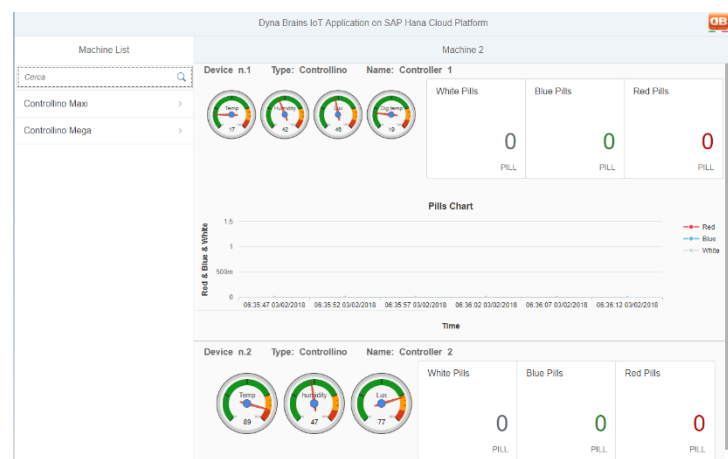 Dyna Brains IoT Application on SAP Hana Cloud Platform
DB
Machine List
Machine 2
Cerca
Controllino Maxi
Controllino Mega
Device n.1 Type: Controllino Name: Controller 1
Temp
17
Humidity
42
Lux
46
Dig temp
19
White Pills
0
PILL
Blue Pills
0
PILL
Red Pills
0
PILL
Pills Chart
Red & Blue & White
1.5
1
500m
0
06:35:47 03/02/2018 06:35:52 03/02/2018 06:35:57 03/02/2018 06:36:02 03/02/2018 06:36:07 03/02/2018 06:36:12 03/02/2018
Time
Red
Blue
White
Device n.2 Type: Controllino Name: Controller 2
Temp
89
humidity
47
Lux
77
White Pills
0
PILL
Blue Pills
0
PILL
Red Pills
0
PILL